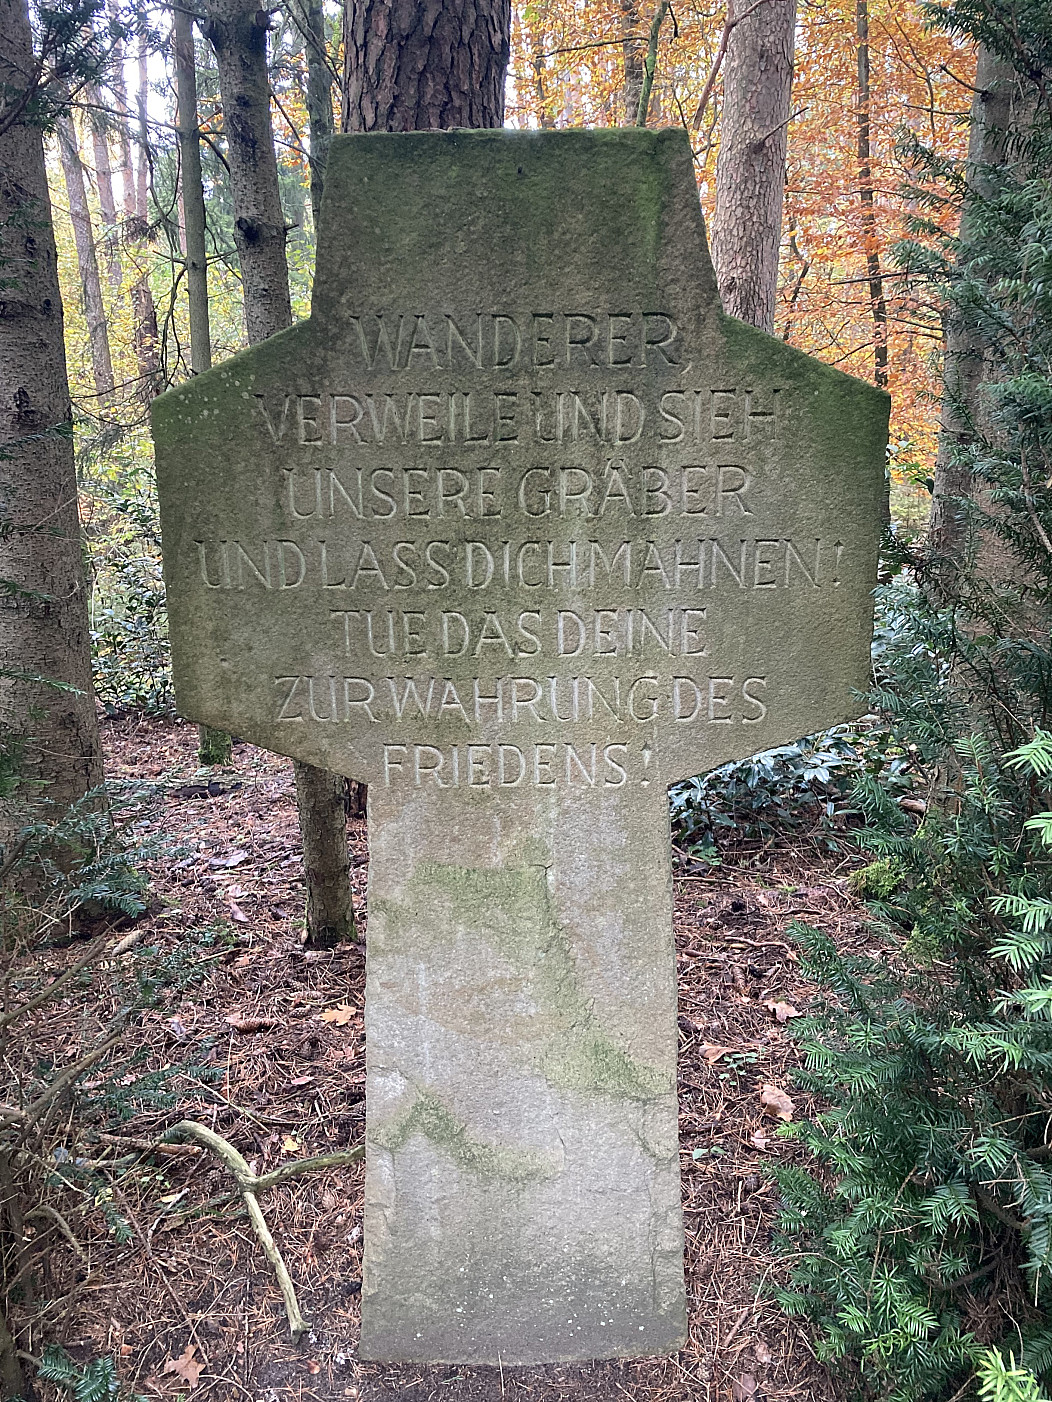 WANDERER,
VERWEILE UND SIEH
UNSERE GRÄBER
UND LASS DICH MAHNEN!
TUE DAS DEINE
ZUR WAHRUNG DES
FRIEDENS!